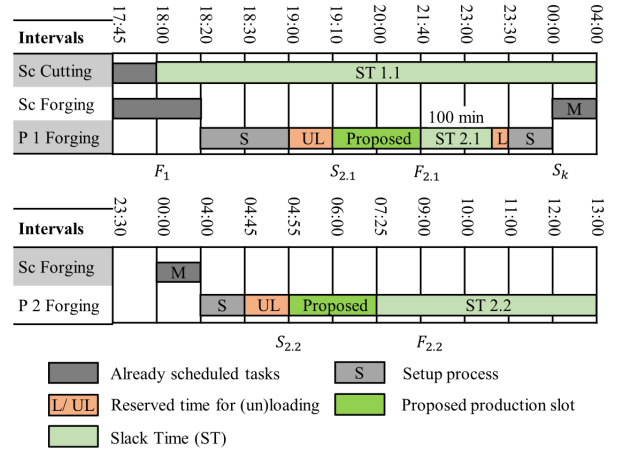 17:45 18:00 18:20 18:30 19:00 19:10 20:00 21:40 23:00 23:30 00:00 04:00
Intervals
Sc Cutting ST 1.1
Sc Forging 100 min M
P 1 Forging S UL Proposed ST 2.1 L S
F1 S2.1 F2.1 Sk
23:30 00:00 04:00 04:45 04:55 06:00 07:25 09:00 10:00 11:00 12:00 13:00
Intervals
Sc Forging M
P 2 Forging S UL Proposed ST 2.2
S2.2 F2.2
Already scheduled tasks S Setup process
L/ UL Reserved time for (un)loading Proposed production slot
Slack Time (ST)